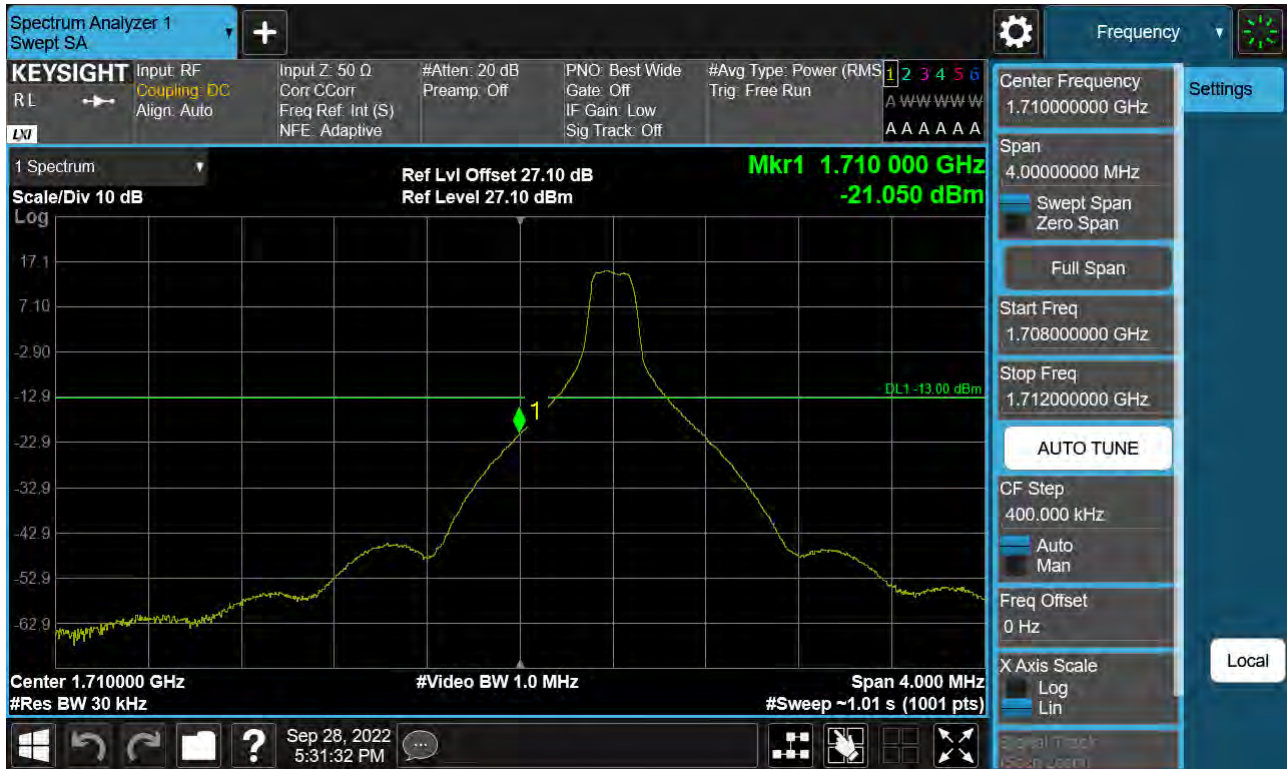 Spectrum Analyzer 1
Swept SA
Frequency
KEYSIGHT
RL
LXI
Input: RF
Coupling: DC
Align: Auto
Input Z: 50 Ω
Corr CCorr
Freq Ref: Int (S)
NFE: Adaptive
#Atten: 20 dB
Preamp: Off
PNO: Best Wide
Gate: Off
IF Gain: Low
Sig Track: Off
#Avg Type: Power (RMS
Trig: Free Run
1 2 3 4 5 6
A W W W W W
A A A A A A
1 Spectrum
Scale/Div 10 dB
Ref Lvl Offset 27.10 dB
Ref Level 27.10 dBm
Mkr1 1.710 000 GHz
-21.050 dBm
Log
17.1
7.10
-2.90
-12.9
-22.9
-32.9
-42.9
-52.9
-62.9
DL1 -13.00 dBm
1
Center 1.710000 GHz
#Res BW 30 kHz
#Video BW 1.0 MHz
Span 4.000 MHz
#Sweep ~1.01 s (1001 pts)
Center Frequency
1.710000000 GHz
Span
4.00000000 MHz
Swept Span
Zero Span
Full Span
Start Freq
1.708000000 GHz
Stop Freq
1.712000000 GHz
AUTO TUNE
CF Step
400.000 kHz
Auto
Man
Freq Offset
0 Hz
X Axis Scale
Log
Lin
Signal Track
(Span Zoom)
Settings
Local
?
Sep 28, 2022
5:31:32 PM